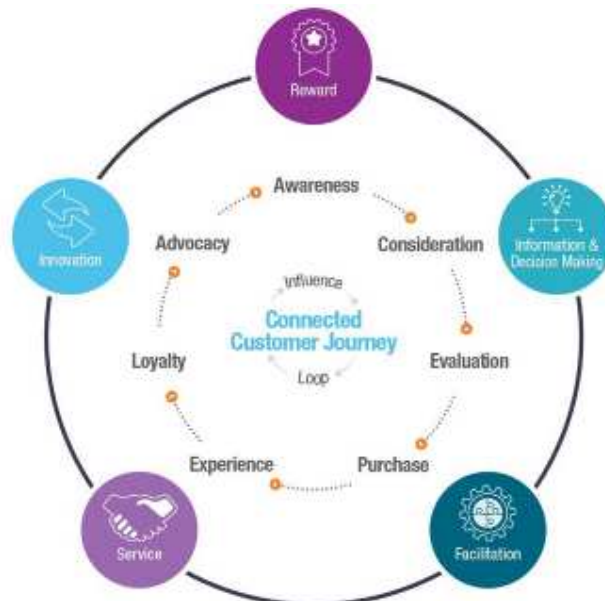 Reward
Awareness
Advocacy
Consideration
Innovation
Information &
Decision Making
Influence
Connected
Customer Journey
Loop
Loyalty
Evaluation
Experience
Purchase
Service
Facilitation